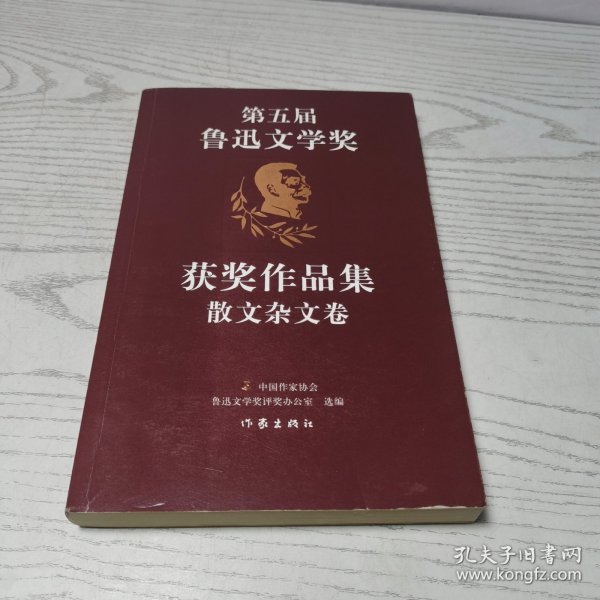 第五届
鲁迅文学奖
获奖作品集
散文杂文卷
中国作家协会
鲁迅文学奖评奖办公室 选编
作家出版社
孔夫子旧书网
www.kongfz.com